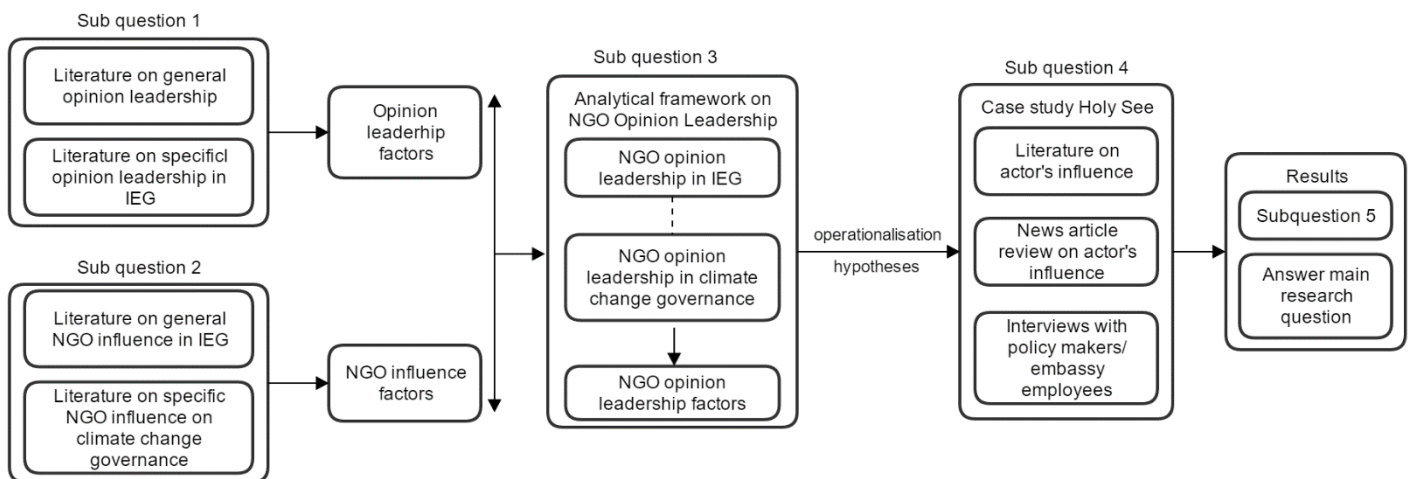 Sub question 1
Literature on general
opinion leadership
Literature on specificl
opinion leadership in
IEG
Opinion
leaderhip
factors
Sub question 2
Literature on general
NGO influence in IEG
Literature on specific
NGO influence on
climate change
governance
NGO influence
factors
Sub question 3
Analytical framework on
NGO Opinion Leadership
NGO opinion
leadership in IEG
NGO opinion
leadership in climate
change governance
NGO opinion
leadership factors
operationalisation
hypotheses
Sub question 4
Case study Holy See
Literature on
actor's influence
News article
review on actor's
influence
Interviews with
policy makers/
embassy
employees
Results
Subquestion 5
Answer main
research
question